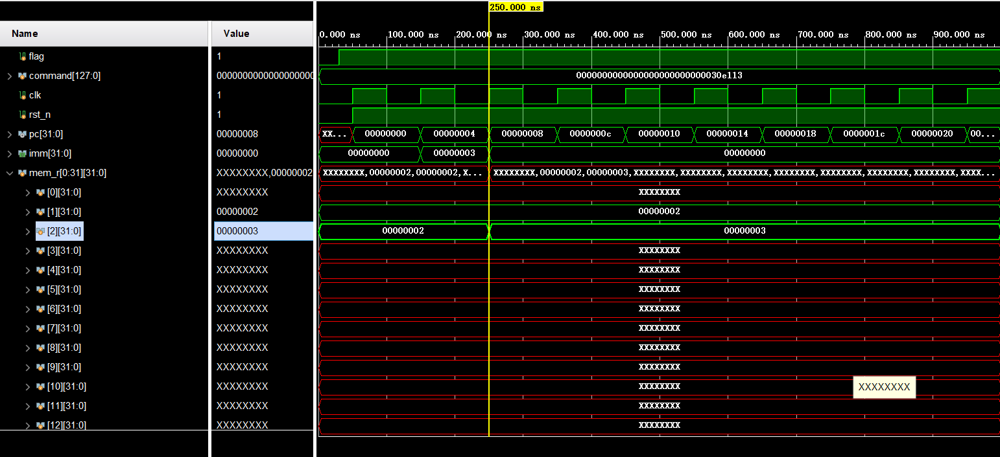 250.000 ns
Name Value 0.000 ns 100.000 ns 200.000 ns 300.000 ns 400.000 ns 500.000 ns 600.000 ns 700.000 ns 800.000 ns 900.000 ns
flag 1
command[127:0] 0000000000000000000 0000000000000000000000000030e113
clk 1
rst_n 1
pc[31:0] 00000008 XX... 00000000 00000004 00000008 0000000c 00000010 00000014 00000018 0000001c 00000020 00...
imm[31:0] 00000000 00000000 00000003 00000000
mem_r[0:31][31:0] XXXXXXXX,00000002 XXXXXXXX,00000002,00000002,X... XXXXXXXX,00000002,00000003,XXXXXXXX,XXXXXXXX,XXXXXXXX,XXXXXXXX,XXXXXXXX,XXXXXXXX,XXXXXXXX,XXXX...
[0][31:0] XXXXXXXX XXXXXXXX
[1][31:0] 00000002 00000002
[2][31:0] 00000003 00000002 00000003
[3][31:0] XXXXXXXX XXXXXXXX
[4][31:0] XXXXXXXX XXXXXXXX
[5][31:0] XXXXXXXX XXXXXXXX
[6][31:0] XXXXXXXX XXXXXXXX
[7][31:0] XXXXXXXX XXXXXXXX
[8][31:0] XXXXXXXX XXXXXXXX
[9][31:0] XXXXXXXX XXXXXXXX
[10][31:0] XXXXXXXX XXXXXXXX XXXXXXXX
[11][31:0] XXXXXXXX XXXXXXXX
[12][31:0] XXXXXXXX XXXXXXXX